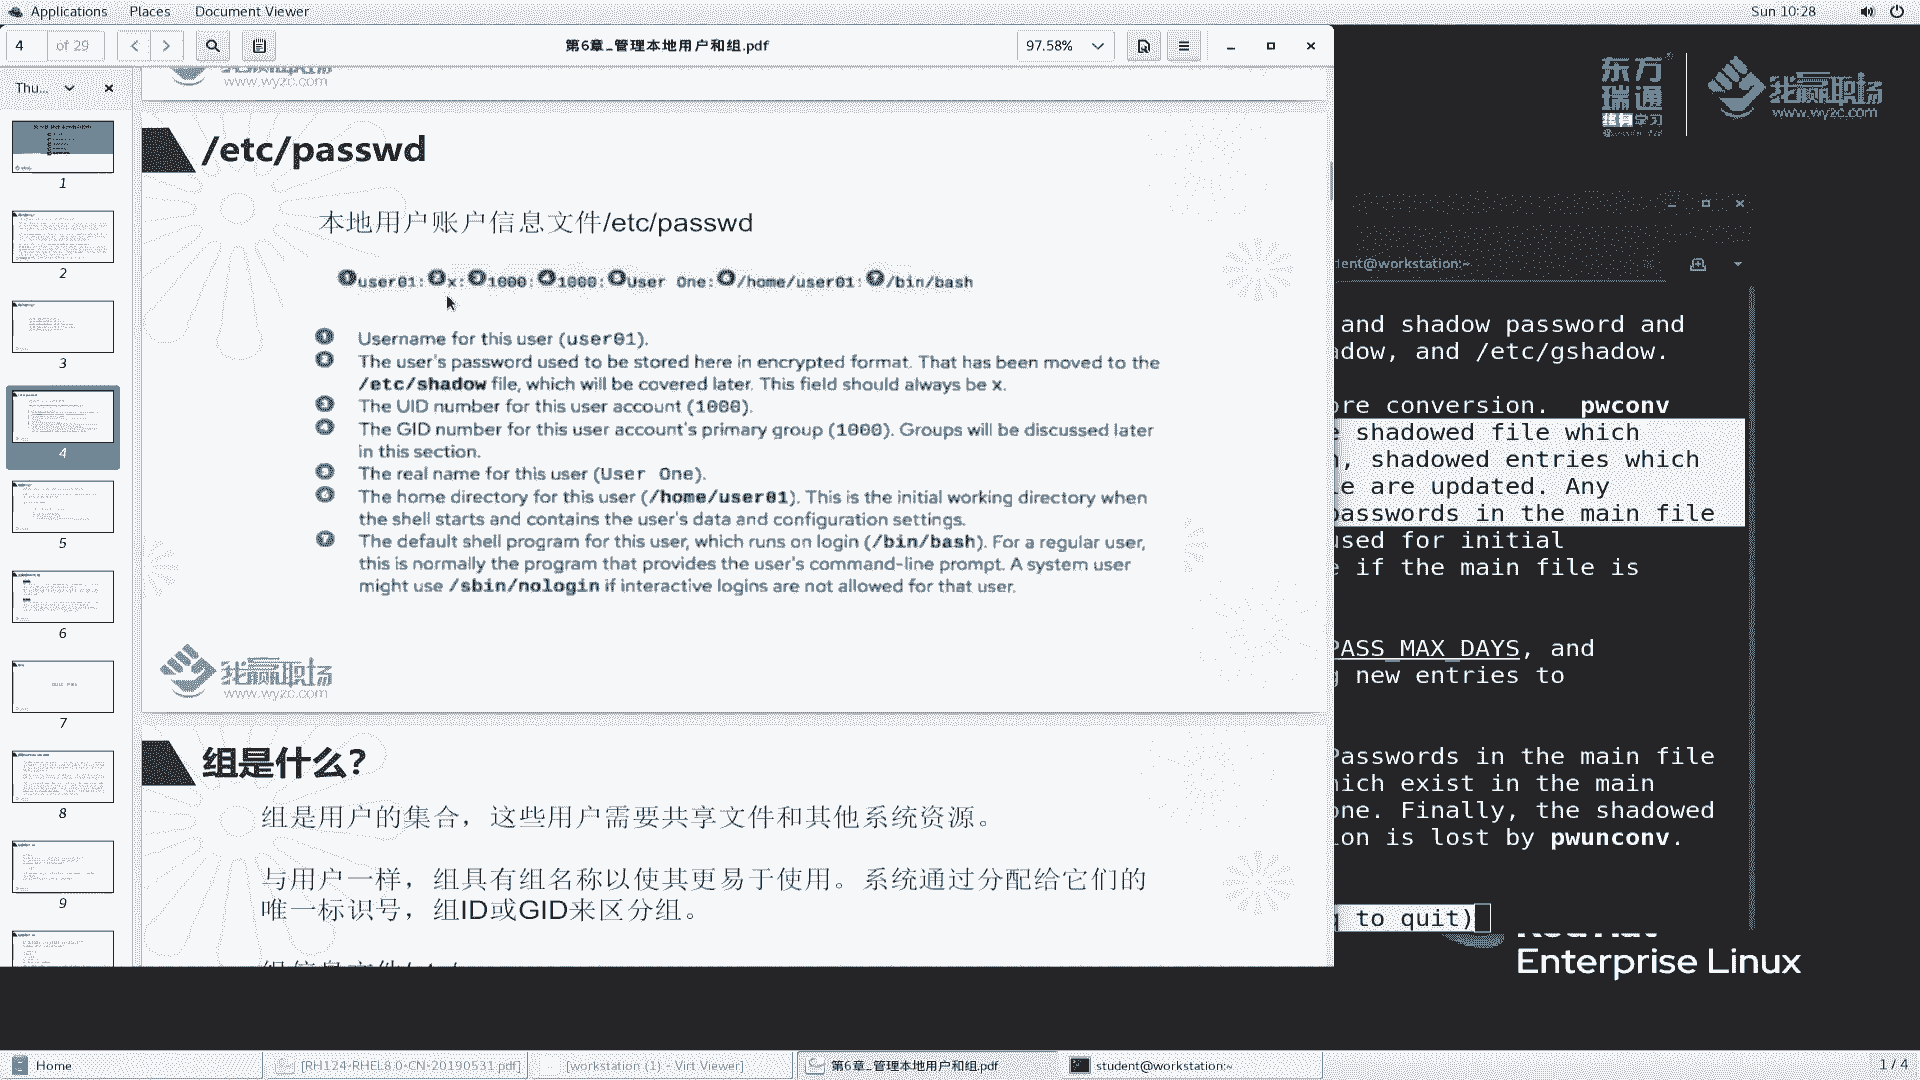 Applications Places Document Viewer
Sun 10:28
4 of 29
第6章_管理本地用户和组.pdf
97.58%
Thu...
1
2
3
4
5
6
7
8
9
www.wyzc.com
/etc/passwd
本地用户账户信息文件/etc/passwd
1 user01: 2 x: 3 1000: 4 1000: 5 User One: 6 /home/user01: 7 /bin/bash
1 Username for this user (user01).
2 The user's password used to be stored here in encrypted format. That has been moved to the
/etc/shadow file, which will be covered later. This field should always be x.
3 The UID number for this user account (1000).
4 The GID number for this user account's primary group (1000). Groups will be discussed later
in this section.
5 The real name for this user (User One).
6 The home directory for this user (/home/user01). This is the initial working directory when
the shell starts and contains the user's data and configuration settings.
7 The default shell program for this user, which runs on login (/bin/bash). For a regular user,
this is normally the program that provides the user's command-line prompt. A system user
might use /sbin/nologin if interactive logins are not allowed for that user.
我赢职场
www.wyzc.com
组是什么?
组是用户的集合，这些用户需要共享文件和其他系统资源。
与用户一样，组具有组名称以使其更易于使用。系统通过分配给它们的
唯一标识号，组ID或GID来区分组。
东方
瑞通
终身学习
我赢职场
www.wyzc.com
dent@workstation:~
and shadow password and
dow, and /etc/gshadow.
ore conversion. pwconv
shadowed file which
, shadowed entries which
le are updated. Any
passwords in the main file
used for initial
e if the main file is
PASS_MAX_DAYS, and
g new entries to
Passwords in the main file
hich exist in the main
one. Finally, the shadowed
ion is lost by pwunconv.
to quit)
Enterprise Linux
Home
[RH124-RHEL8.0-CN-20190531.pdf]
[workstation (1) - Virt Viewer]
第6章_管理本地用户和组.pdf
student@workstation:~
1 / 4